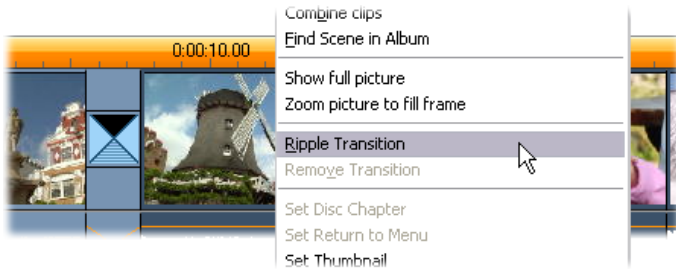 Combine clips
Find Scene in Album
0:00:10.00
Show full picture
Zoom picture to fill frame
Ripple Transition
Remove Transition
Set Disc Chapter
Set Return to Menu
Set Thumbnail